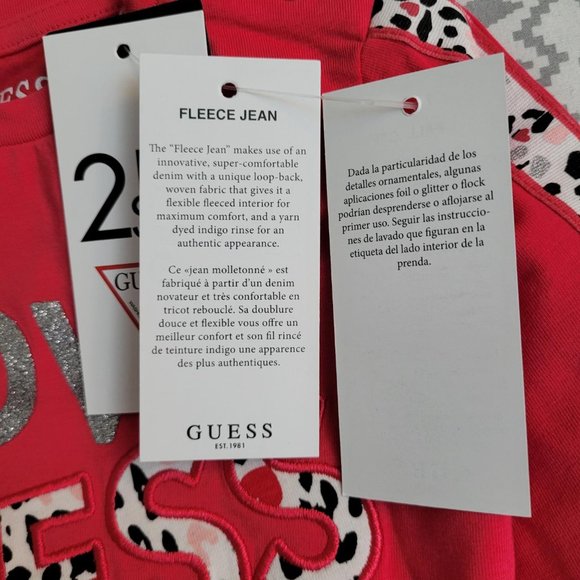 ESS
2
GU
FLEECE JEAN
The "Fleece Jean" makes use of an
innovative, super-comfortable
denim with a unique loop-back,
woven fabric that gives it a
flexible fleeced interior for
maximum comfort, and a yarn
dyed indigo rinse for an
authentic appearance.
Ce «jean molletonné » est
fabriqué à partir d'un denim
novateur et très confortable en
tricot rebouclé. Sa doublure
douce et flexible vous offre un
meilleur confort et son fil rincé
de teinture indigo une apparence
des plus authentiques.
GUESS
EST. 1981
Dada la particularidad de los
detalles ornamentales, algunas
aplicaciones foil o glitter o flock
podrían desprenderse o aflojarse al
primer uso. Seguir las instruccio-
nes de lavado que figuran en la
etiqueta del lado interior de la
prenda.
OV
ESS